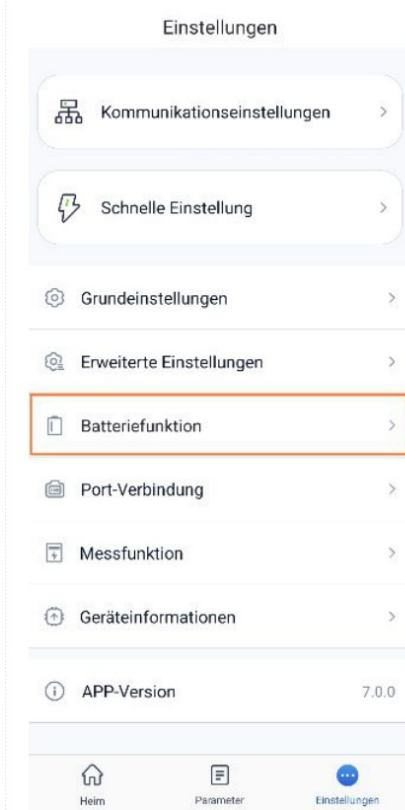 Einstellungen
Kommunikationseinstellungen
Schnelle Einstellung
Grundeinstellungen
Erweiterte Einstellungen
Batteriefunktion
Port-Verbindung
Messfunktion
Geräteinformationen
APP-Version 7.0.0
Heim Parameter Einstellungen